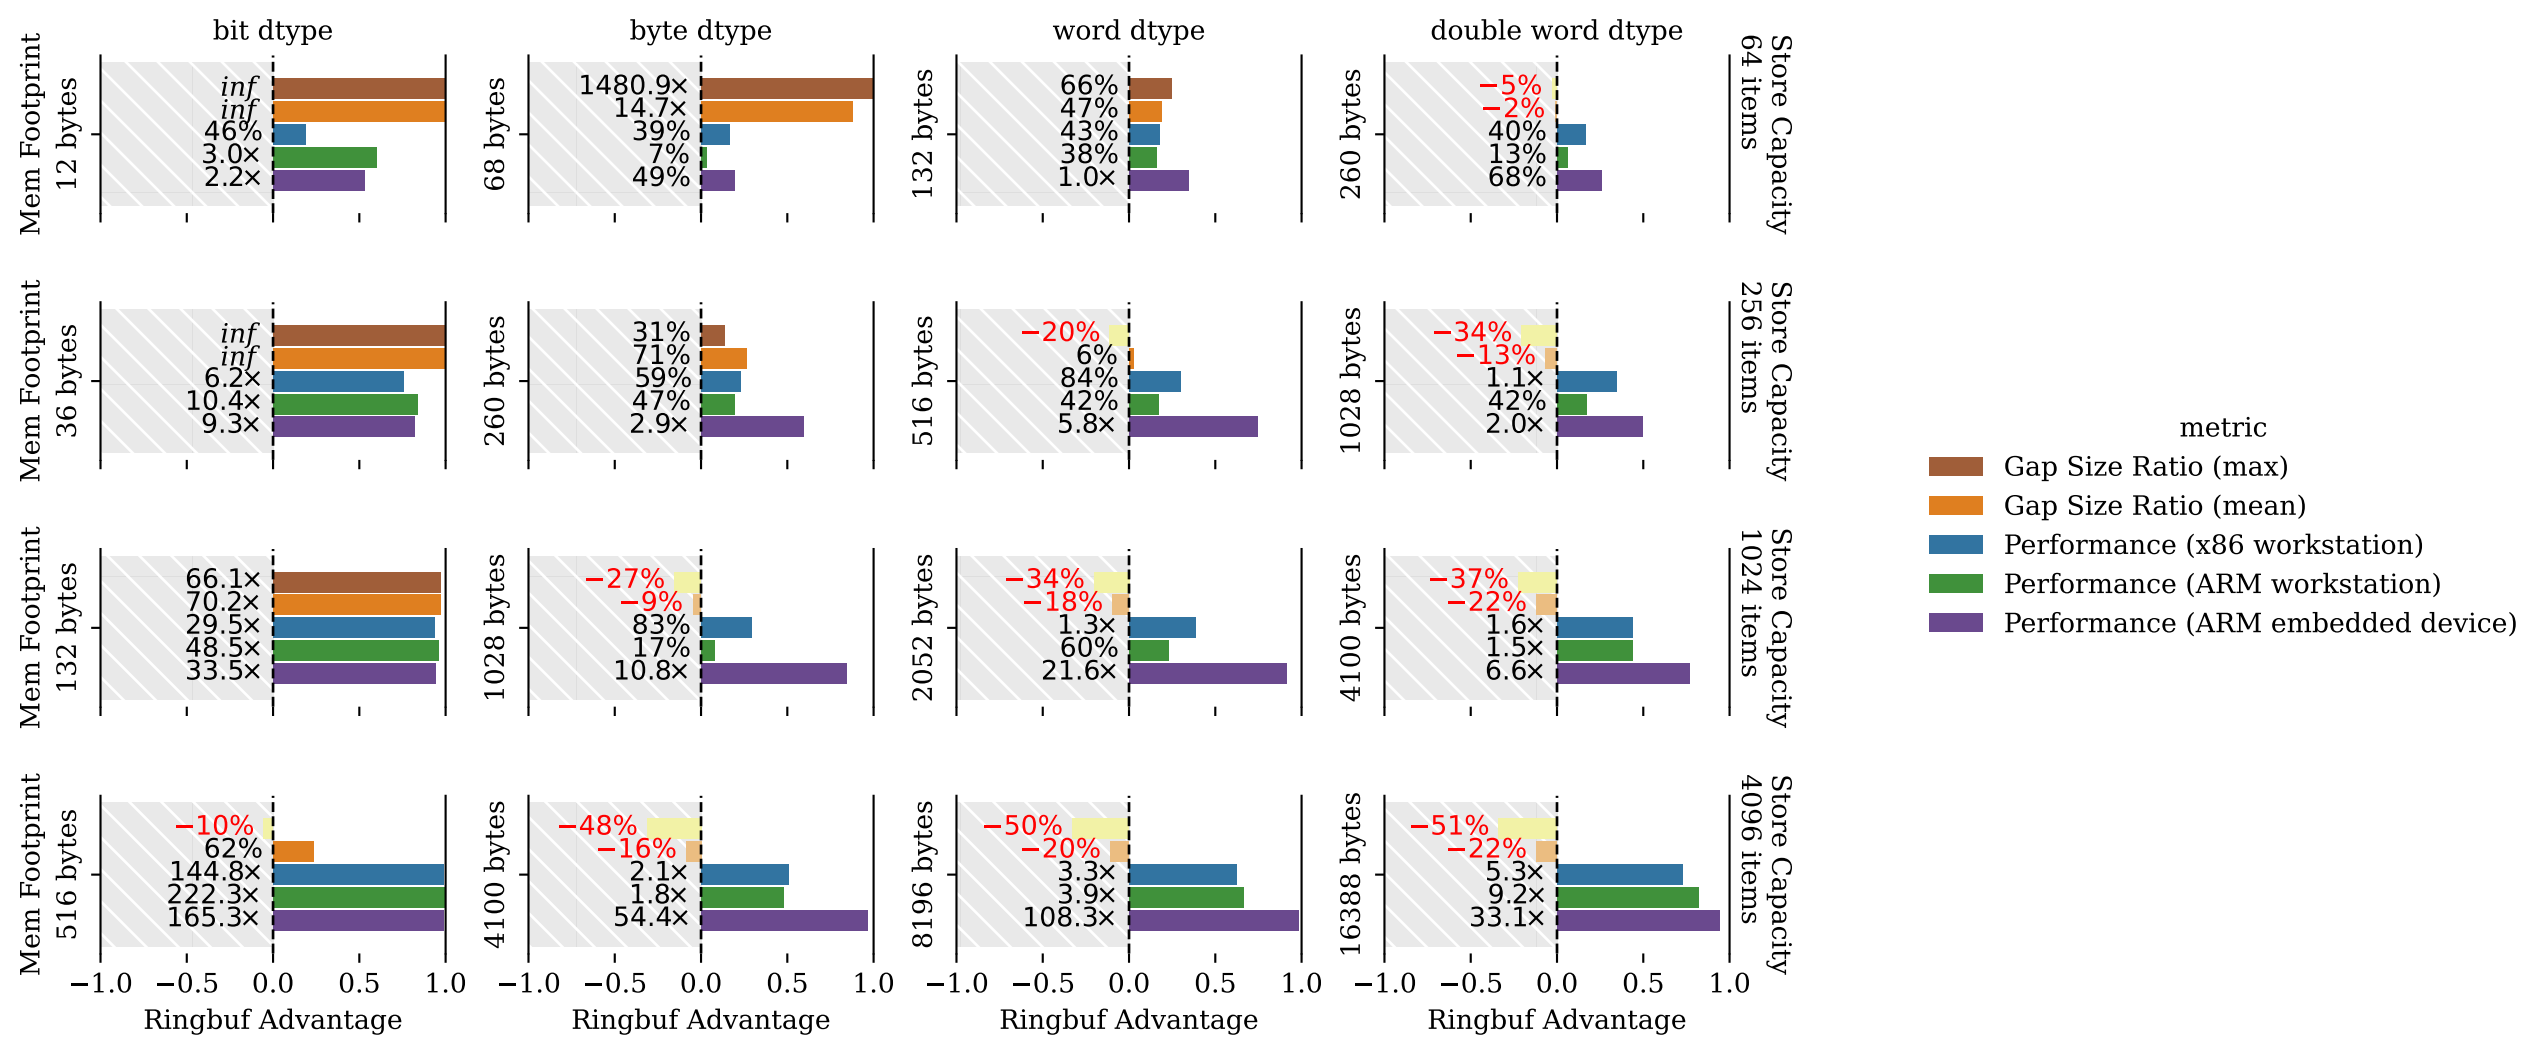 bit dtype
byte dtype
word dtype
double word dtype
Mem Footprint
12 bytes
inf
inf
46%
3.0×
2.2×
68 bytes
1480.9×
14.7×
39%
7%
49%
132 bytes
66%
47%
43%
38%
1.0×
260 bytes
−5%
−2%
40%
13%
68%
Store Capacity
64 items
Mem Footprint
36 bytes
inf
inf
6.2×
10.4×
9.3×
260 bytes
31%
71%
59%
47%
2.9×
516 bytes
−20%
6%
84%
42%
5.8×
1028 bytes
−34%
−13%
1.1×
42%
2.0×
Store Capacity
256 items
Mem Footprint
132 bytes
66.1×
70.2×
29.5×
48.5×
33.5×
1028 bytes
−27%
−9%
83%
17%
10.8×
2052 bytes
−34%
−18%
1.3×
60%
21.6×
4100 bytes
−37%
−22%
1.6×
1.5×
6.6×
Store Capacity
1024 items
Mem Footprint
516 bytes
−10%
62%
144.8×
222.3×
165.3×
4100 bytes
−48%
−16%
2.1×
1.8×
54.4×
8196 bytes
−50%
−20%
3.3×
3.9×
108.3×
16388 bytes
−51%
−22%
5.3×
9.2×
33.1×
Store Capacity
4096 items
−1.0 −0.5 0.0 0.5 1.0
−1.0 −0.5 0.0 0.5 1.0
−1.0 −0.5 0.0 0.5 1.0
−1.0 −0.5 0.0 0.5 1.0
Ringbuf Advantage
Ringbuf Advantage
Ringbuf Advantage
Ringbuf Advantage
metric
Gap Size Ratio (max)
Gap Size Ratio (mean)
Performance (x86 workstation)
Performance (ARM workstation)
Performance (ARM embedded device)